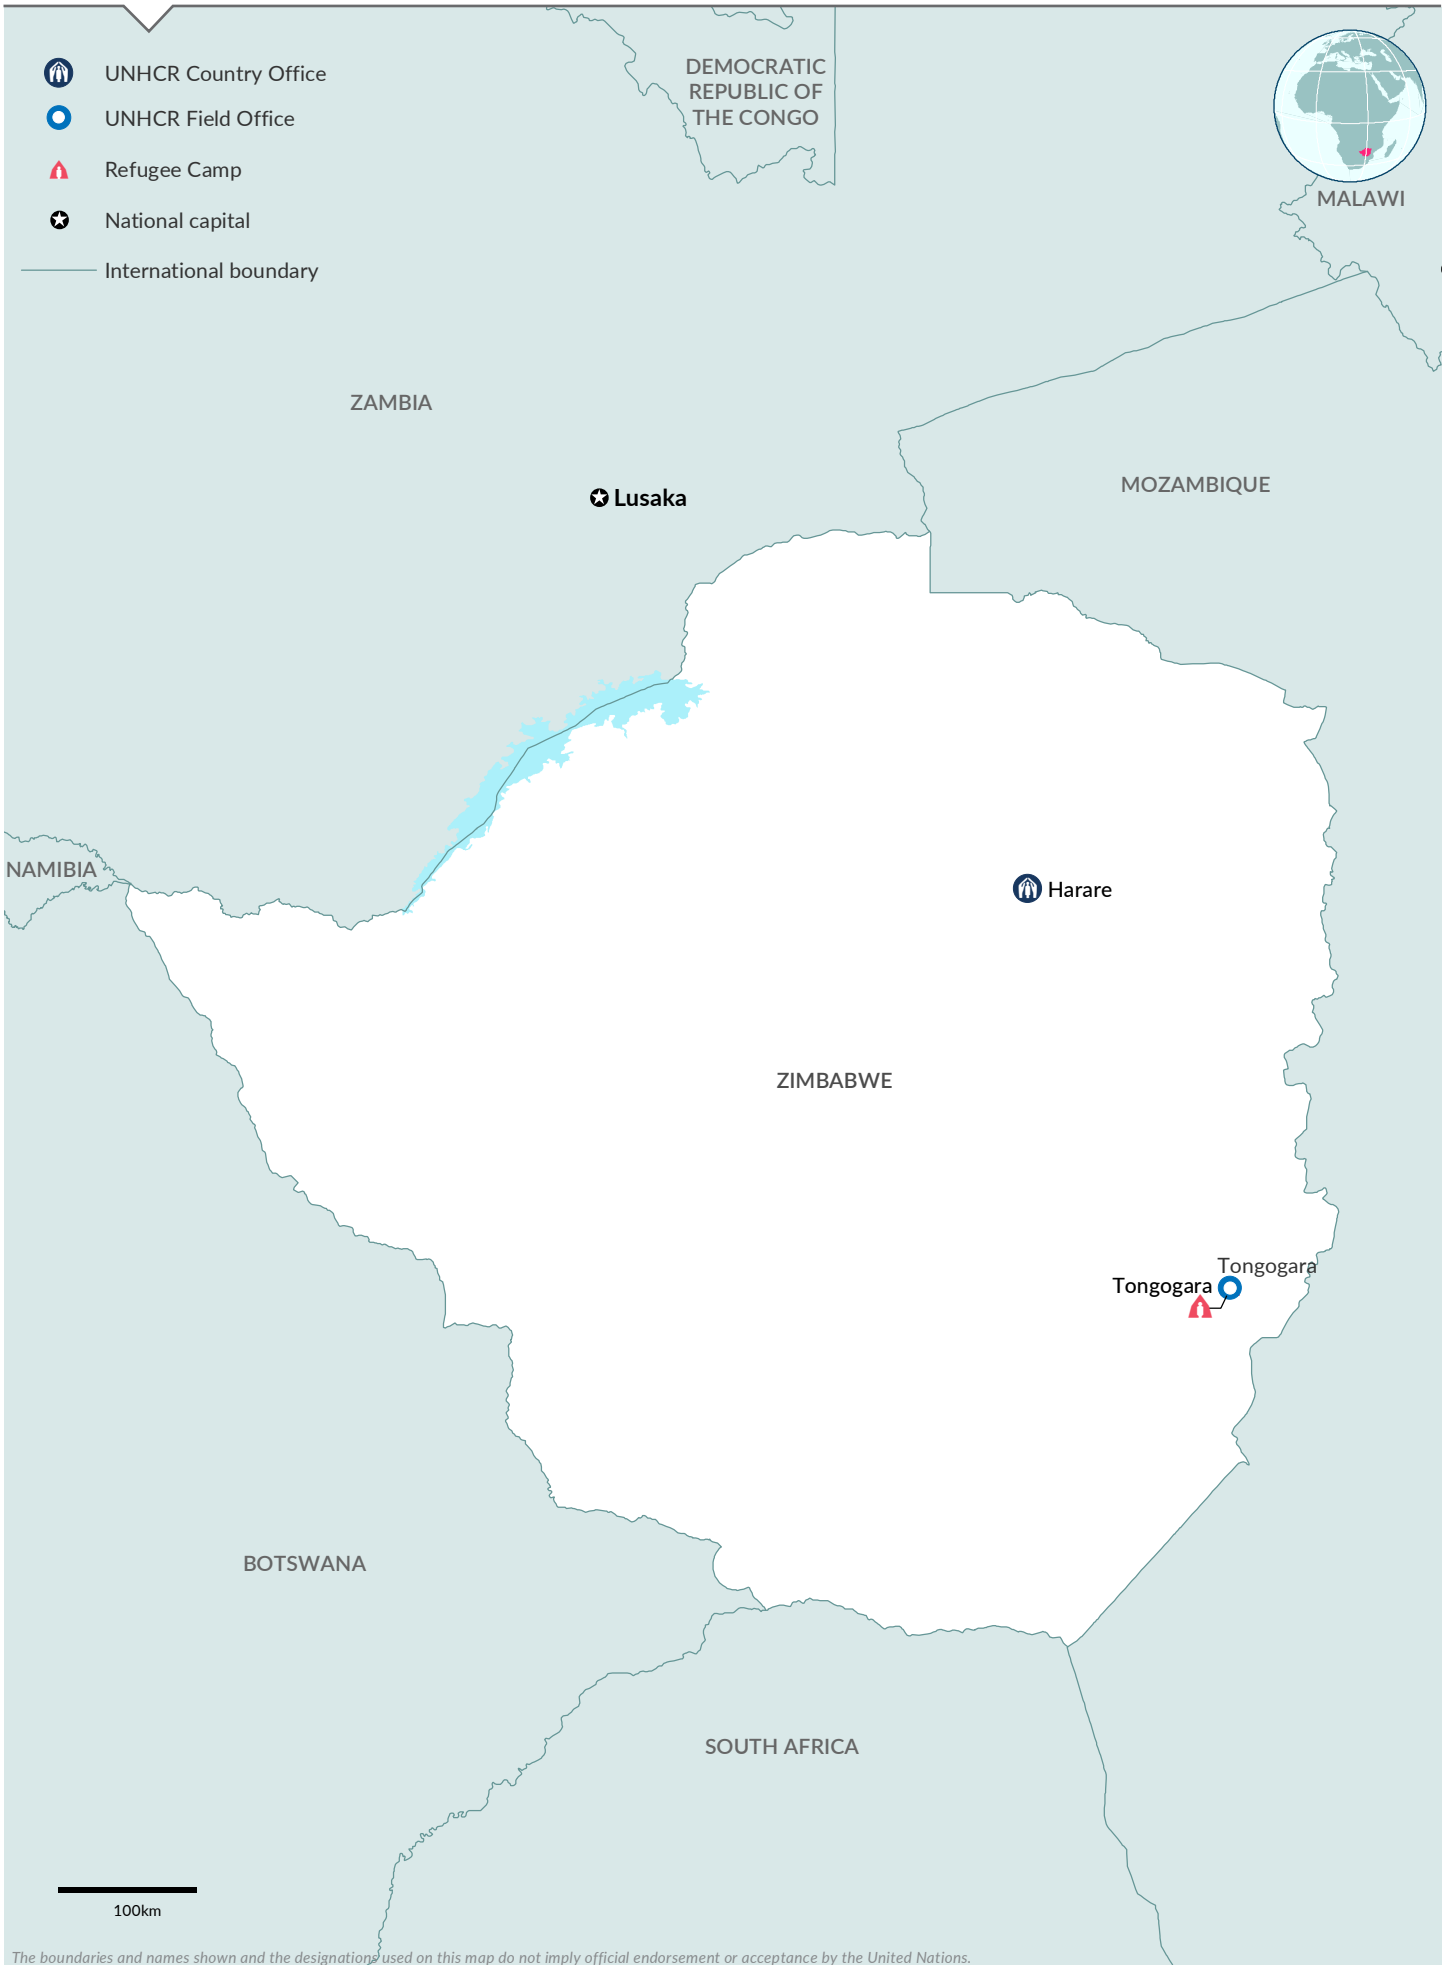 UNHCR Country Office
UNHCR Field Office
Refugee Camp
National capital
International boundary
DEMOCRATIC
REPUBLIC OF
THE CONGO
MALAWI
ZAMBIA
MOZAMBIQUE
Lusaka
NAMIBIA
Harare
ZIMBABWE
Tongogara
Tongogara
BOTSWANA
SOUTH AFRICA
100km
The boundaries and names shown and the designations used on this map do not imply official endorsement or acceptance by the United Nations.